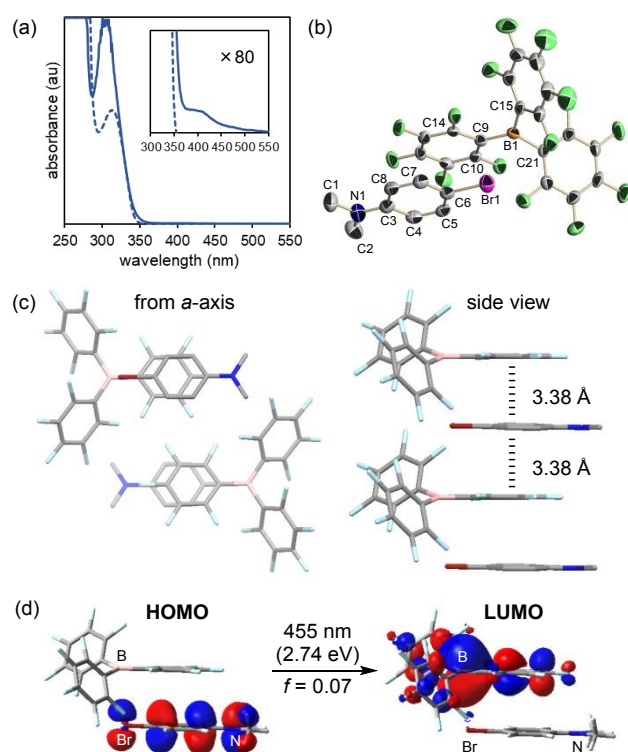 (a)
absorbance (au)
× 80
300 350 400 450 500 550
250 300 350 400 450 500 550
wavelength (nm)
(b)
C15
C14
C9
B1
C21
C10
C7
C8
Br1
C1
C6
N1
C5
C3
C4
C2
(c)
from a-axis
side view
3.38 Å
3.38 Å
(d)
HOMO
LUMO
455 nm
(2.74 eV)
f = 0.07
B
B
Br
N
Br
N